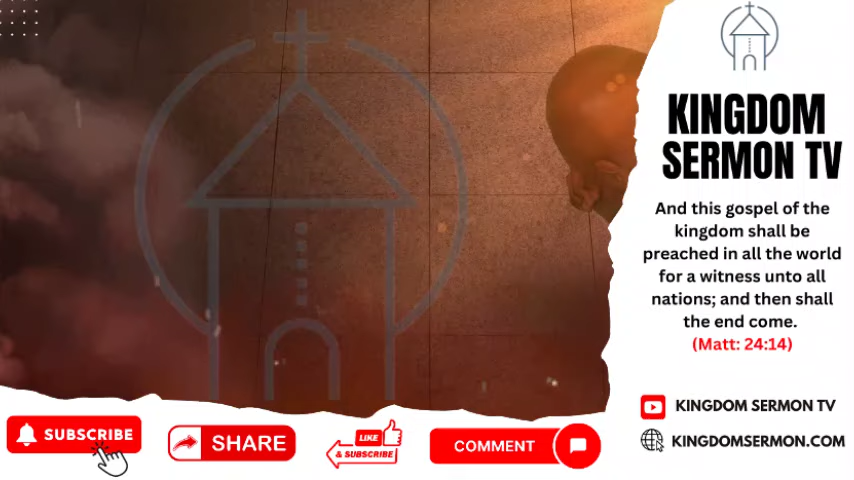 KINGDOM
SERMON TV
And this gospel of the
kingdom shall be
preached in all the world
for a witness unto all
nations; and then shall
the end come.
(Matt: 24:14)
KINGDOM SERMON TV
KINGDOMSERMON.COM
SUBSCRIBE
SHARE
LIKE
& SUBSCRIBE
COMMENT